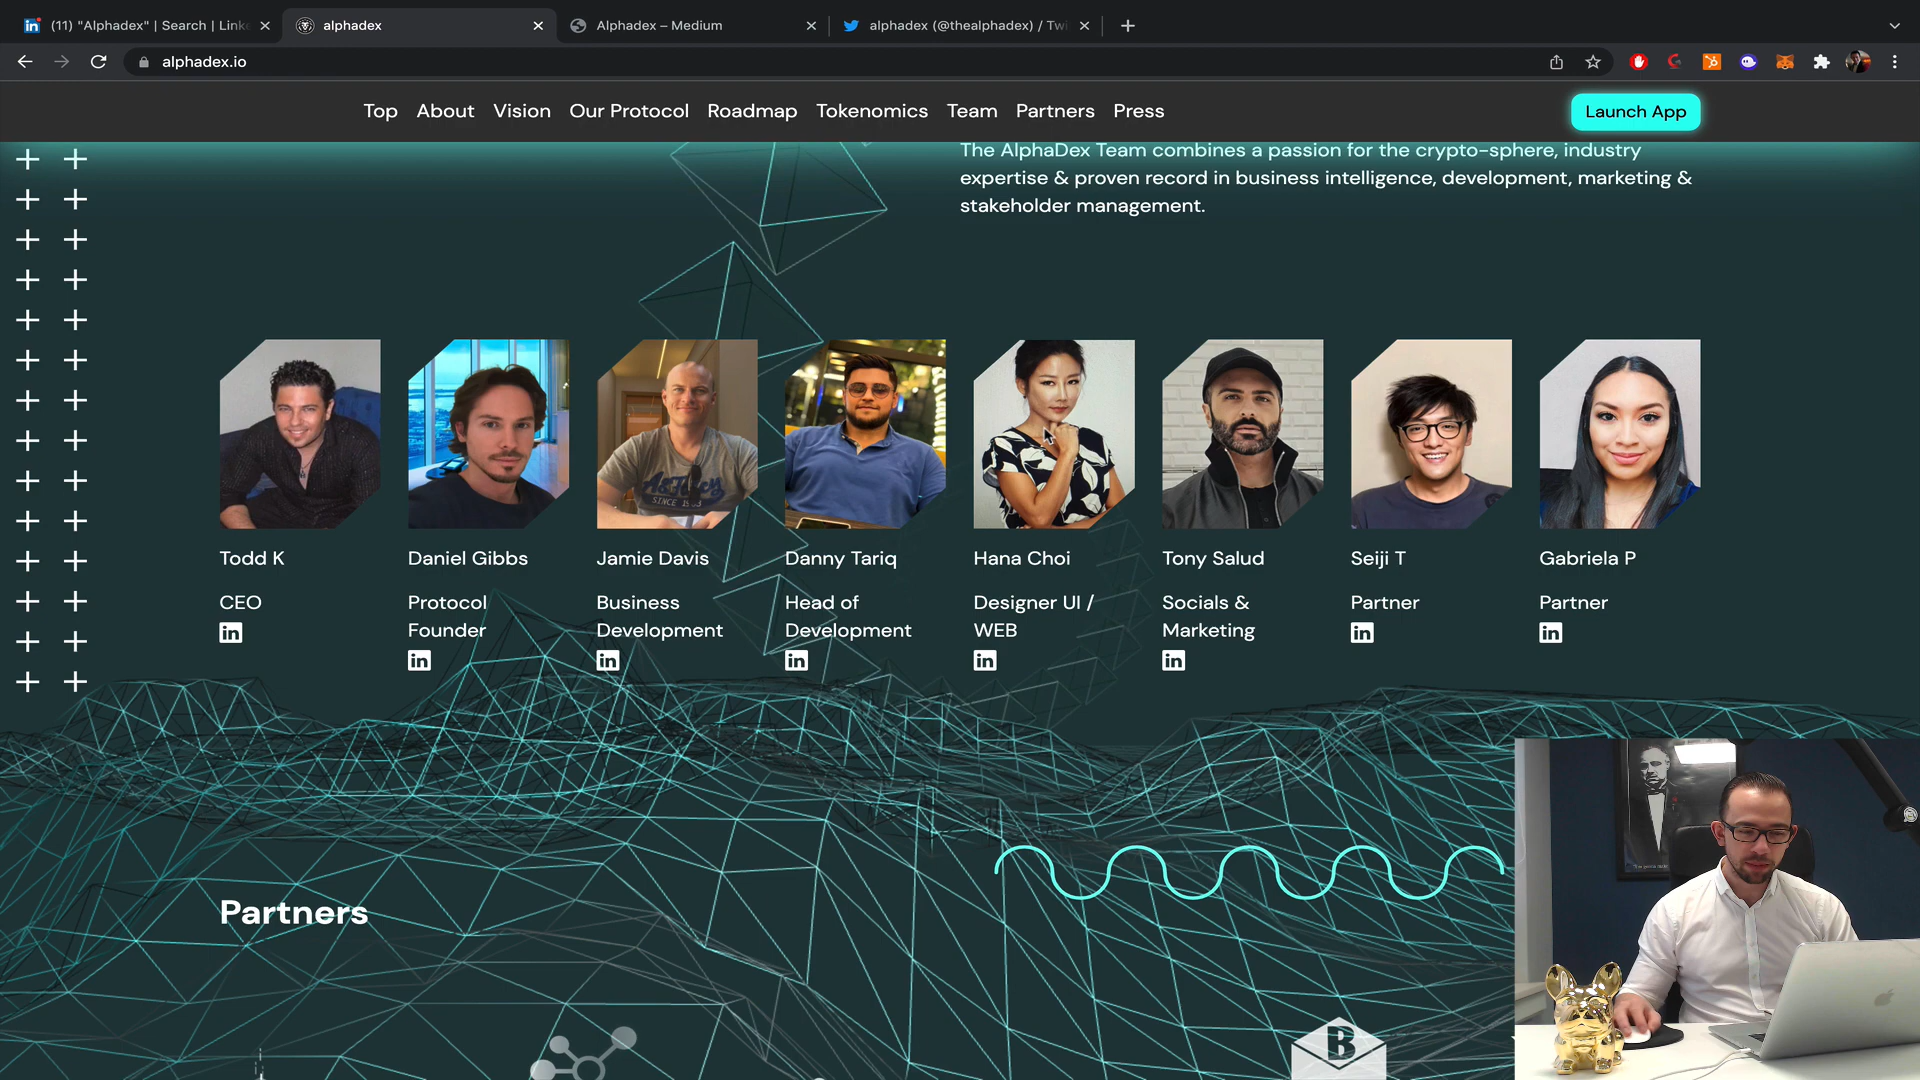 (11) "Alphadex" | Search | Linke
alphadex
Alphadex – Medium
alphadex (@thealphadex) / Twi
alphadex.io
Top About Vision Our Protocol Roadmap Tokenomics Team Partners Press
Launch App
The AlphaDex Team combines a passion for the crypto-sphere, industry
expertise & proven record in business intelligence, development, marketing &
stakeholder management.
SINCE
Todd K
CEO
Daniel Gibbs
Protocol
Founder
Jamie Davis
Business
Development
Danny Tariq
Head of
Development
Hana Choi
Designer UI /
WEB
Tony Salud
Socials &
Marketing
Seiji T
Partner
Gabriela P
Partner
Partners
B